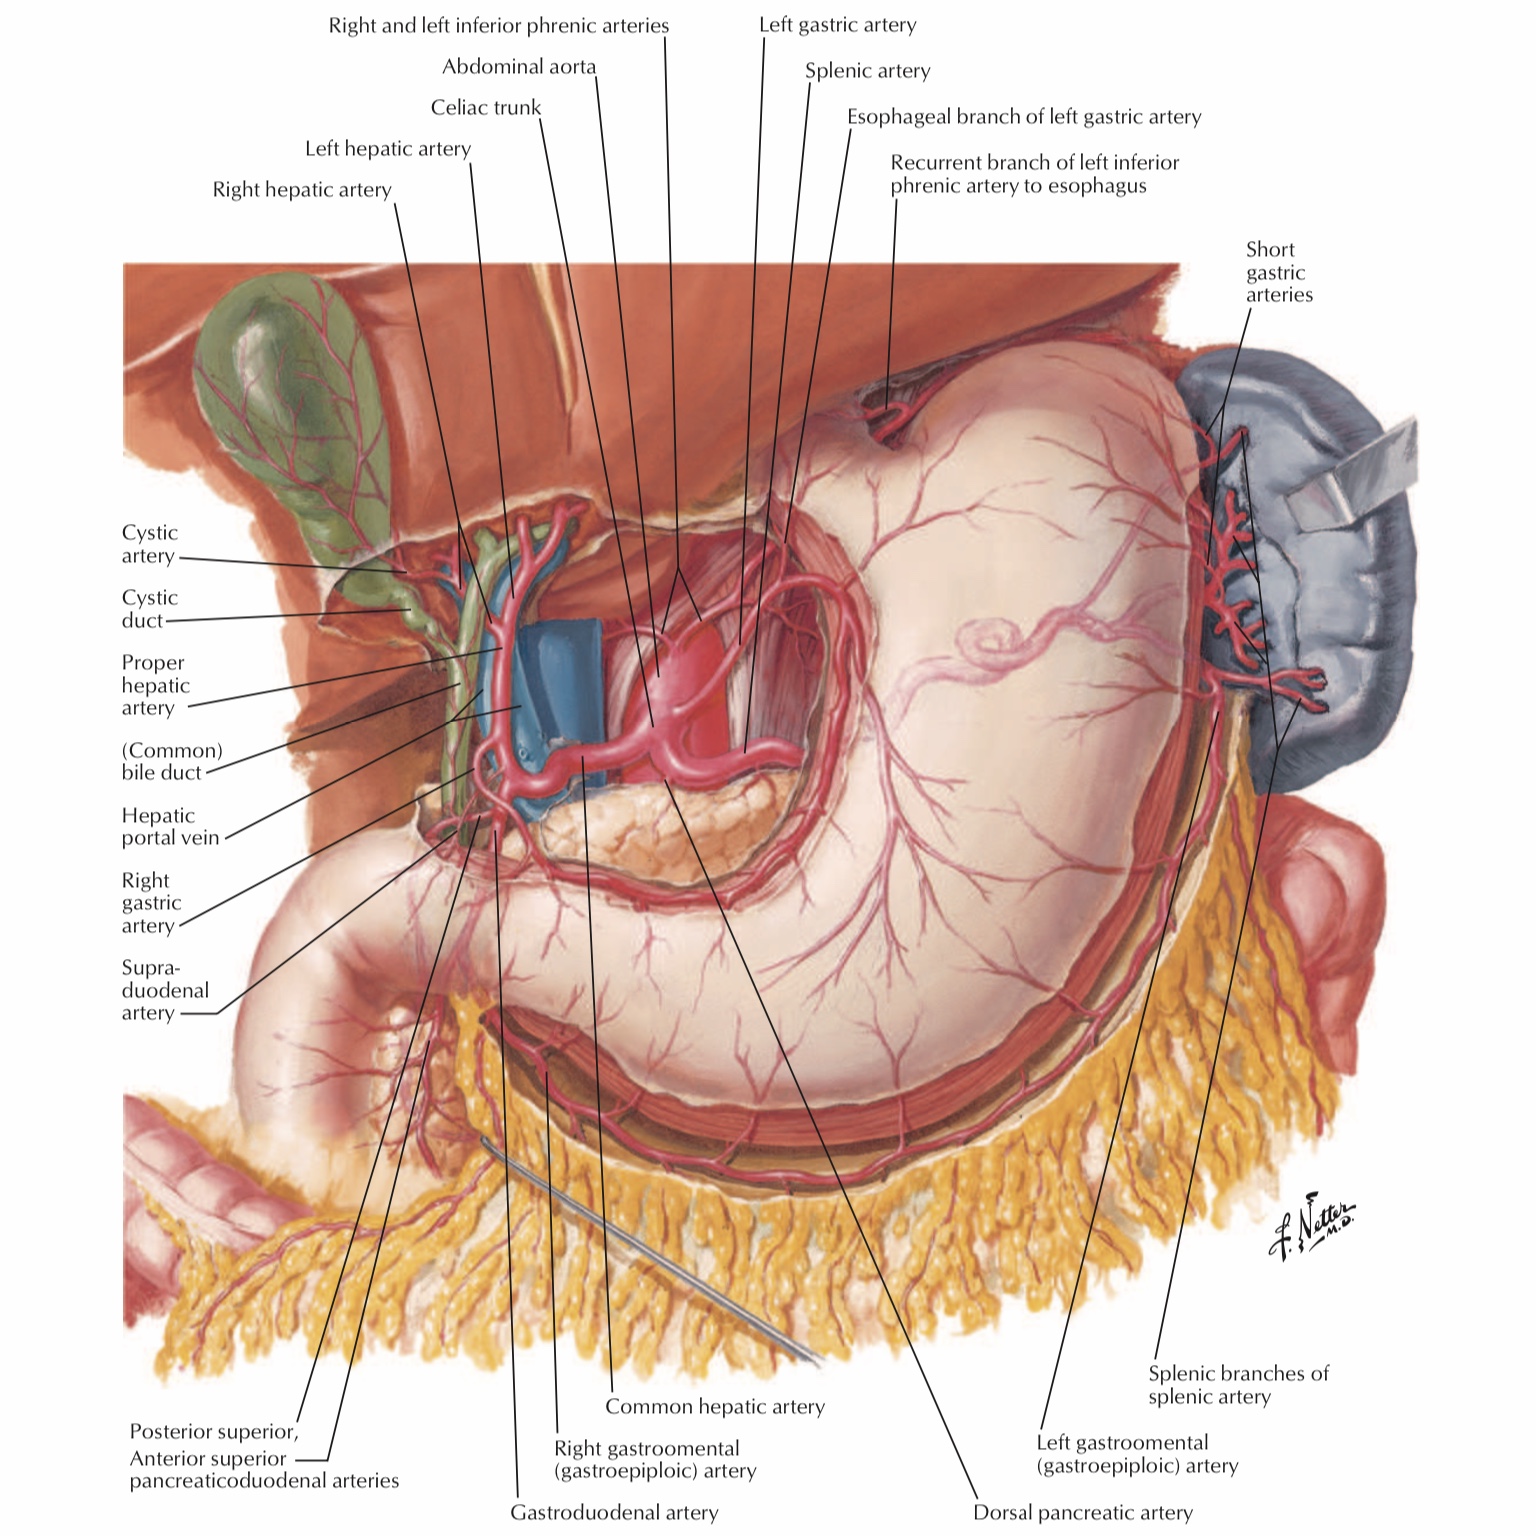 Right and left inferior phrenic arteries
Left gastric artery
Abdominal aorta
Splenic artery
Celiac trunk
Esophageal branch of left gastric artery
Left hepatic artery
Recurrent branch of left inferior
phrenic artery to esophagus
Right hepatic artery
Short
gastric
arteries
Cystic
artery
Cystic
duct
Proper
hepatic
artery
(Common)
bile duct
Hepatic
portal vein
Right
gastric
artery
Supra-
duodenal
artery
F. Netter
M.D.
Splenic branches of
splenic artery
Common hepatic artery
Posterior superior,
Anterior superior
pancreaticoduodenal arteries
Right gastroomental
(gastroepiploic) artery
Left gastroomental
(gastroepiploic) artery
Gastroduodenal artery
Dorsal pancreatic artery